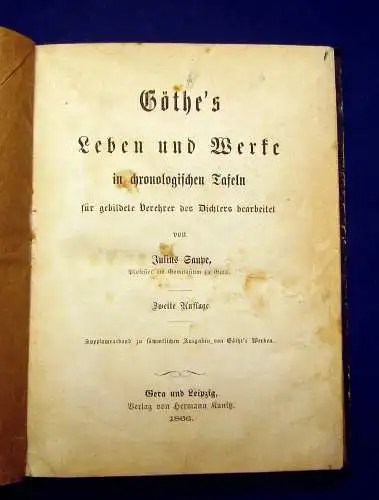 Göthe's
Leben und Werke
in chronologischen Tafeln
für gebildete Verehrer des Dichters bearbeitet
von
Julius Saupe,
Professor am Gymnasium zu Gera.
Zweite Auflage.
Supplementband zu sämmtlichen Ausgaben von Göthe's Werken.
Gera und Leipzig,
Verlag von Hermann Kanitz.
1866.